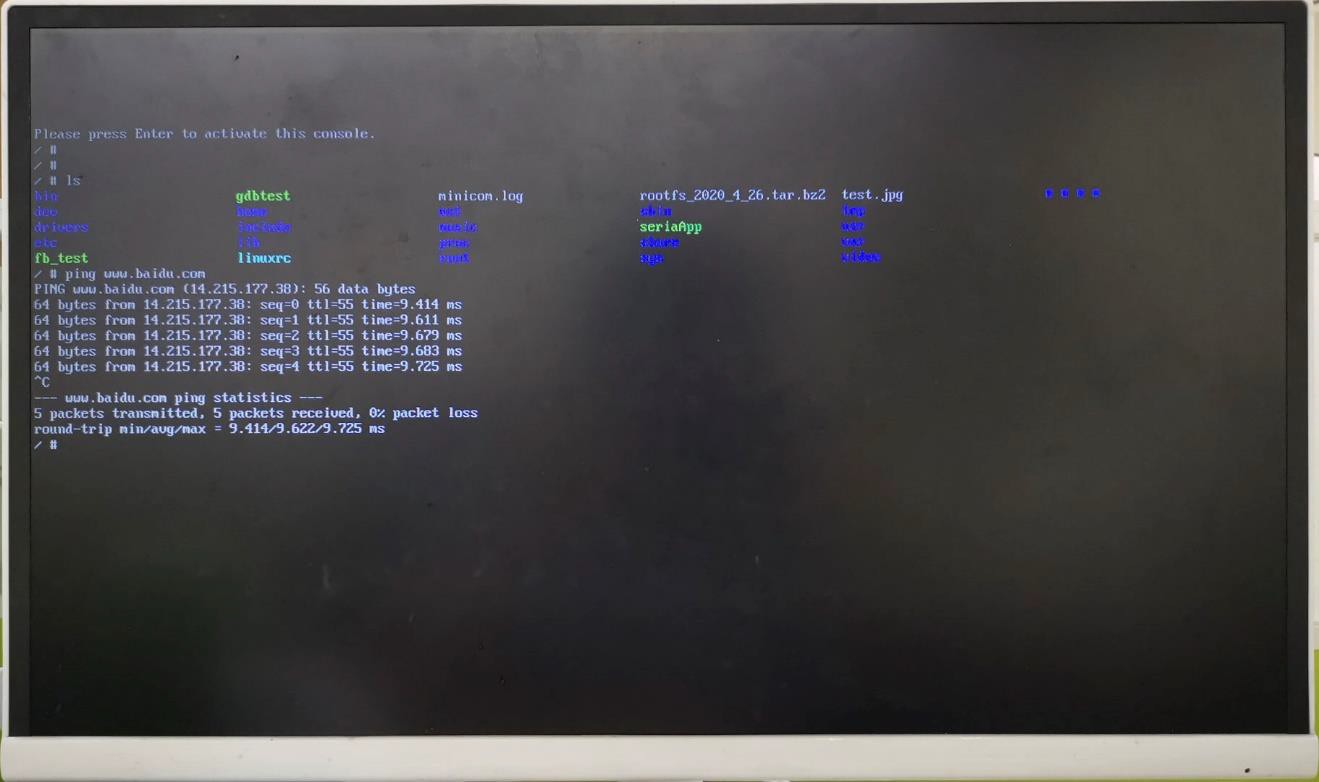 Please press Enter to activate this console.
/ #
/ #
/ # ls
bin gdbtest minicom.log rootfs_2020_4_26.tar.bz2 test.jpg
dev home mnt sbin tmp
drivers include music seriaApp usr
etc lib proc share var
fb_test linuxrc root sys video
/ # ping www.baidu.com
PING www.baidu.com (14.215.177.38): 56 data bytes
64 bytes from 14.215.177.38: seq=0 ttl=55 time=9.414 ms
64 bytes from 14.215.177.38: seq=1 ttl=55 time=9.611 ms
64 bytes from 14.215.177.38: seq=2 ttl=55 time=9.679 ms
64 bytes from 14.215.177.38: seq=3 ttl=55 time=9.683 ms
64 bytes from 14.215.177.38: seq=4 ttl=55 time=9.725 ms
^C
--- www.baidu.com ping statistics ---
5 packets transmitted, 5 packets received, 0% packet loss
round-trip min/avg/max = 9.414/9.622/9.725 ms
/ #